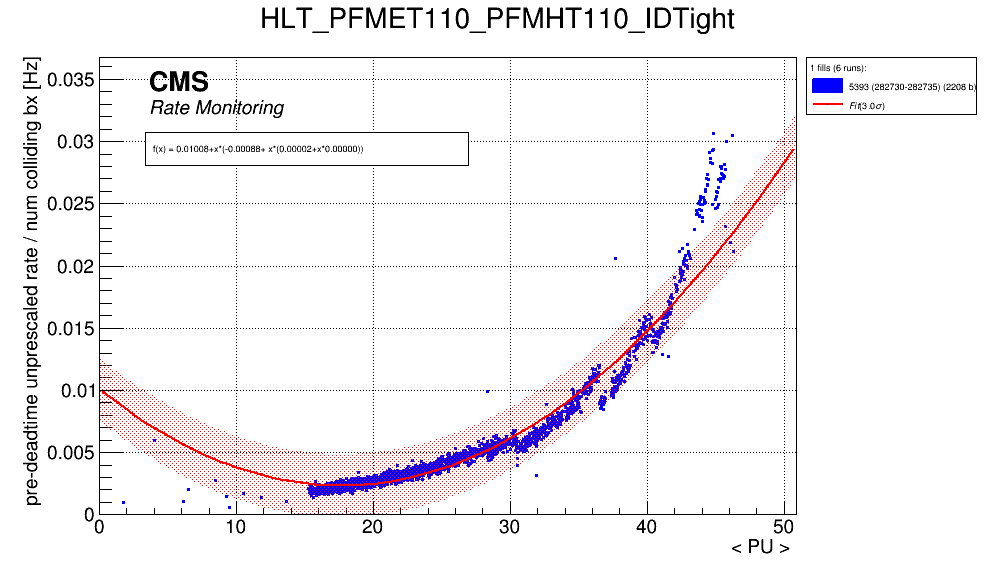 HLT_PFMET110_PFMHT110_IDTight
pre-deadtime unprescaled rate / num colliding bx [Hz]
0.035
0.03
0.025
0.02
0.015
0.01
0.005
0
CMS
Rate Monitoring
f(x) = 0.01008+x*(-0.00088+ x*(0.00002+x*0.00000))
0 10 20 30 40 50
< PU >
1 fills (6 runs):
5393 (282730-282735) (2208 b)
Fit(3.0σ)